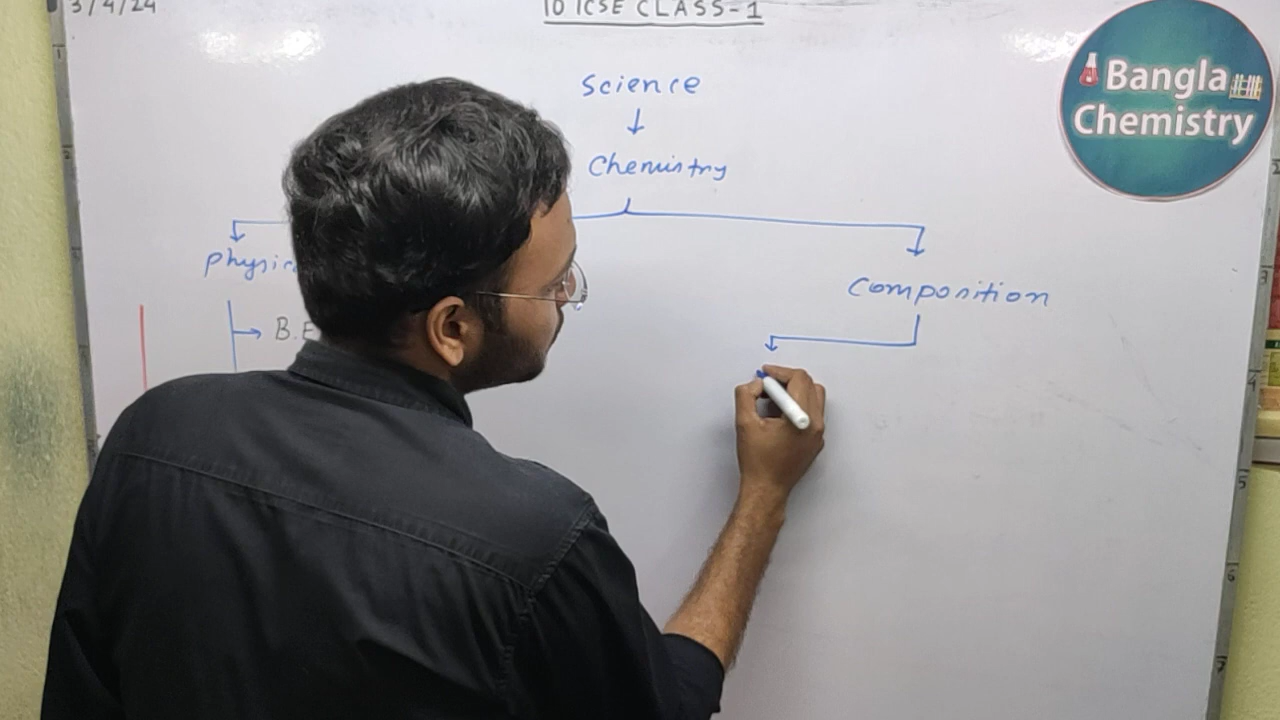 3/4/24
10 ICSE CLASS-1
Bangla
Chemistry
Science
Chemistry
Composition
B.E